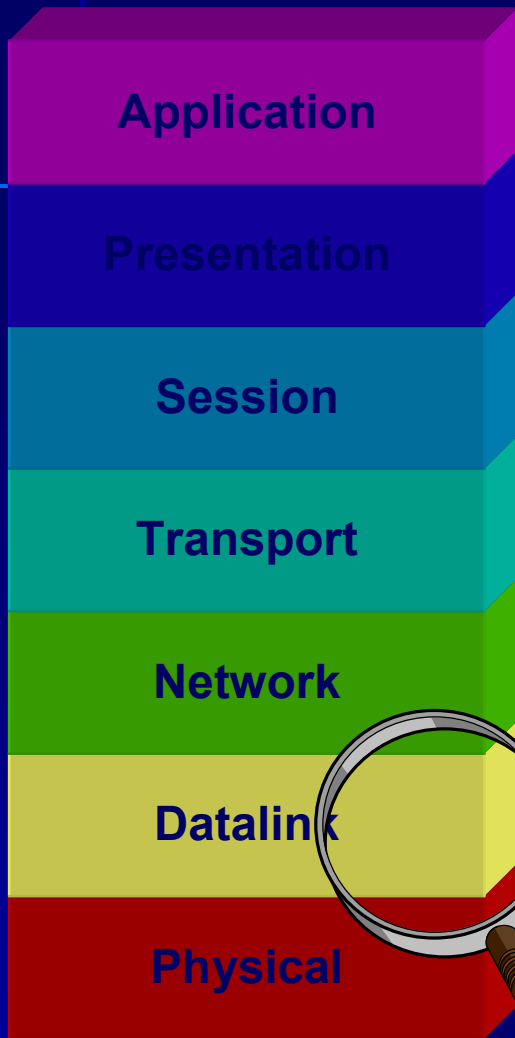 Application
Presentation
Session
Transport
Network
Datalink
Physical